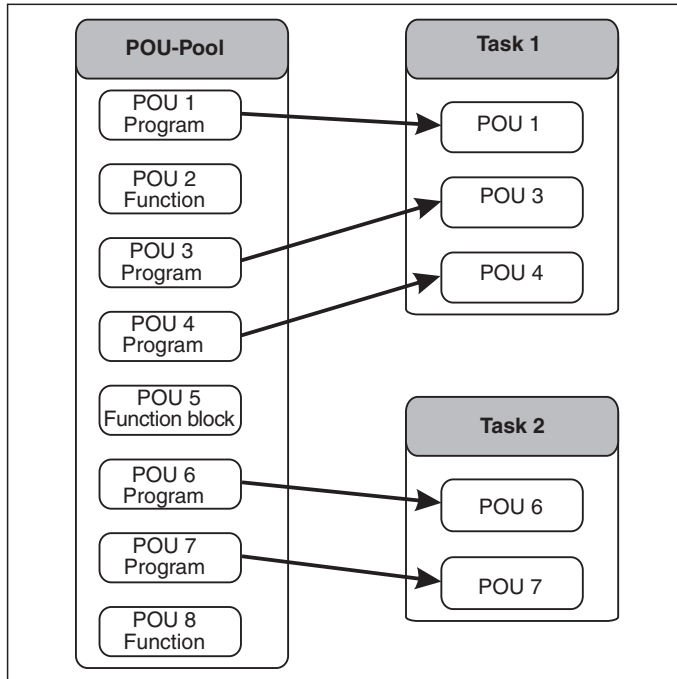 POU-Pool
POU 1
Program
POU 2
Function
POU 3
Program
POU 4
Program
POU 5
Function block
POU 6
Program
POU 7
Program
POU 8
Function
Task 1
POU 1
POU 3
POU 4
Task 2
POU 6
POU 7